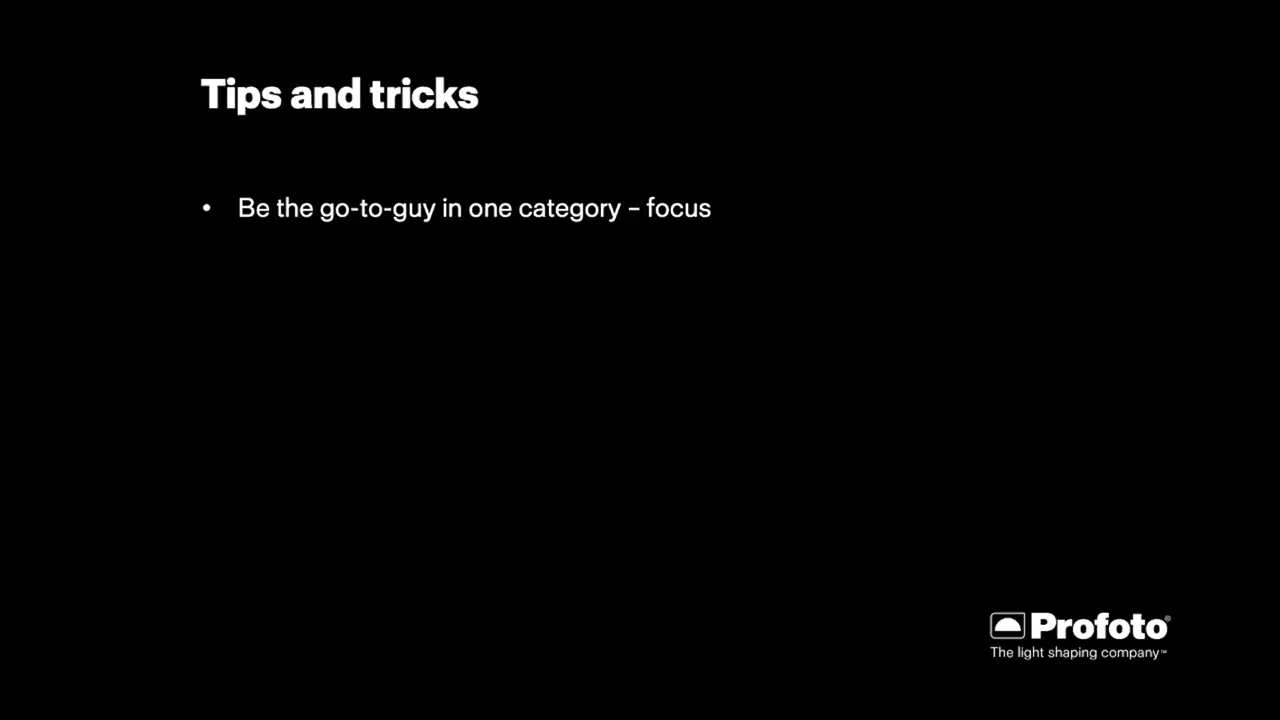 Tips and tricks
• Be the go-to-guy in one category – focus
Profoto®
The light shaping company™